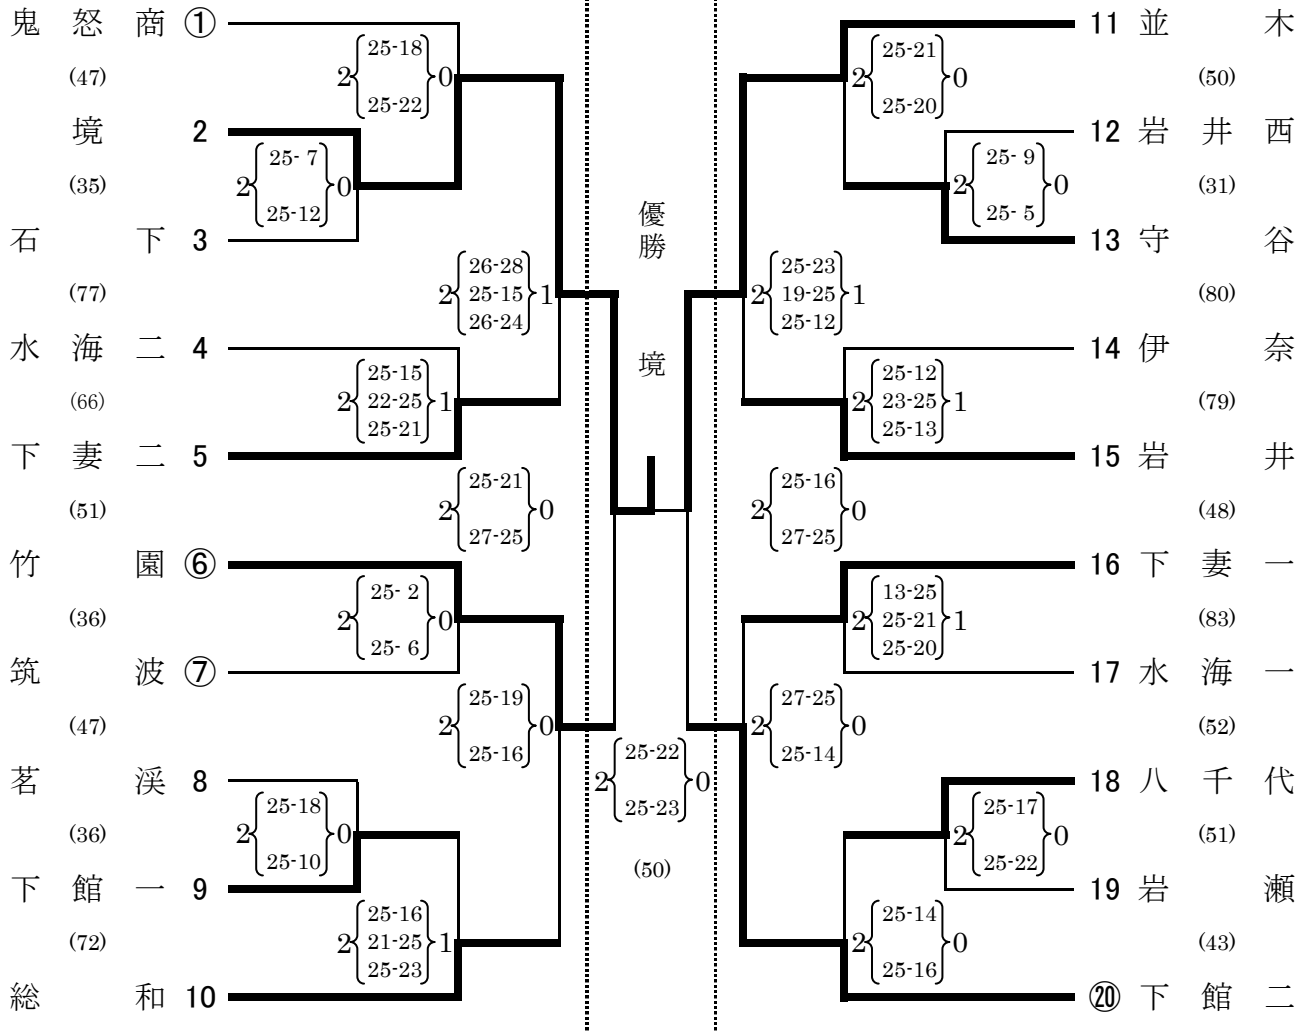 鬼怒商 ①
(47)
境 2
(35)
石下 3
(77)
水海二 4
(66)
下妻二 5
(51)
竹園 ⑥
(36)
筑波 ⑦
(47)
茗渓 8
(36)
下館一 9
(72)
総和 10
2 25-18 0
25-22
2 25- 7 0
25-12
26-28
2 25-15 1
26-24
25-15
2 22-25 1
25-21
2 25-21 0
27-25
2 25- 2 0
25- 6
2 25-19 0
25-16
2 25-18 0
25-10
25-16
2 21-25 1
25-23
優勝
境
2 25-22 0
25-23
(50)
2 25-21 0
25-20
2 25- 9 0
25- 5
25-23
2 19-25 1
25-12
25-12
2 23-25 1
25-13
2 25-16 0
27-25
13-25
2 25-21 1
25-20
2 27-25 0
25-14
2 25-17 0
25-22
2 25-14 0
25-16
11 並木
(50)
12 岩井西
(31)
13 守谷
(80)
14 伊奈
(79)
15 岩井
(48)
16 下妻一
(83)
17 水海一
(52)
18 八千代
(51)
19 岩瀬
(43)
⑳ 下館二